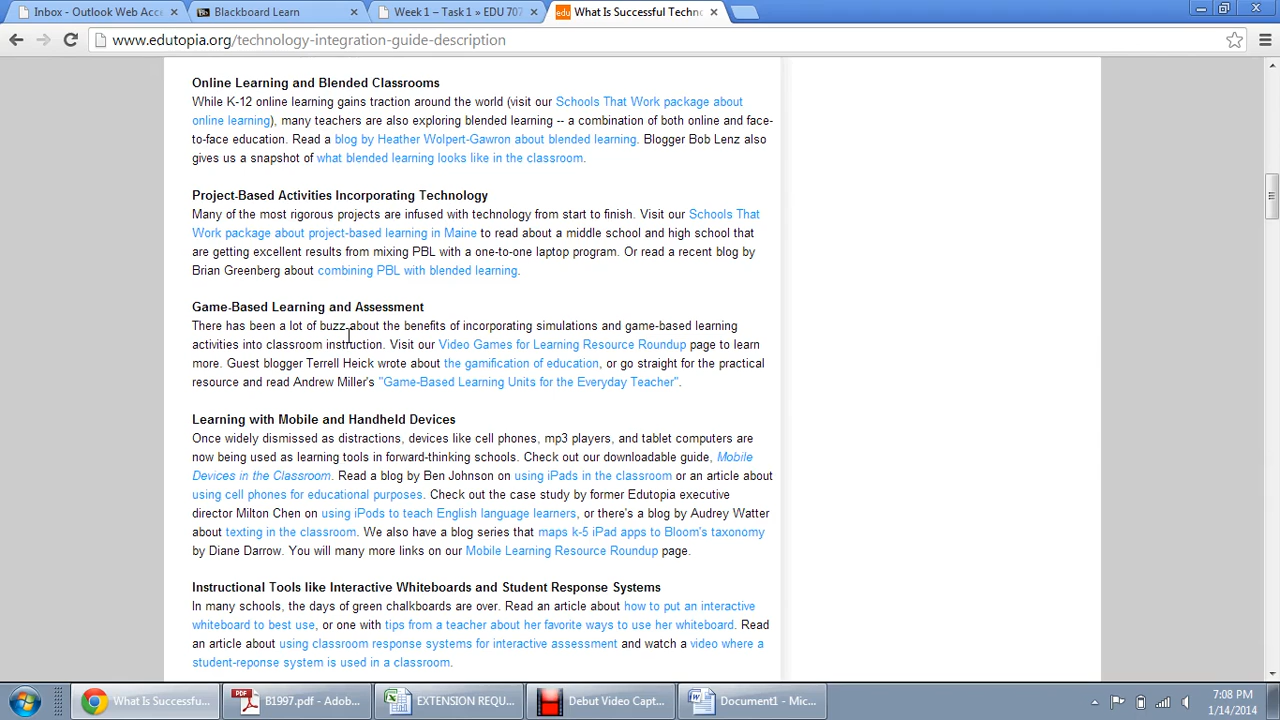 Inbox - Outlook Web Acce
Blackboard Learn
Week 1 – Task 1 » EDU 707
edu What Is Successful Techno
www.edutopia.org/technology-integration-guide-description
Online Learning and Blended Classrooms
While K-12 online learning gains traction around the world (visit our Schools That Work package about
online learning), many teachers are also exploring blended learning -- a combination of both online and face-
to-face education. Read a blog by Heather Wolpert-Gawron about blended learning. Blogger Bob Lenz also
gives us a snapshot of what blended learning looks like in the classroom.
Project-Based Activities Incorporating Technology
Many of the most rigorous projects are infused with technology from start to finish. Visit our Schools That
Work package about project-based learning in Maine to read about a middle school and high school that
are getting excellent results from mixing PBL with a one-to-one laptop program. Or read a recent blog by
Brian Greenberg about combining PBL with blended learning.
Game-Based Learning and Assessment
There has been a lot of buzz about the benefits of incorporating simulations and game-based learning
activities into classroom instruction. Visit our Video Games for Learning Resource Roundup page to learn
more. Guest blogger Terrell Heick wrote about the gamification of education, or go straight for the practical
resource and read Andrew Miller's "Game-Based Learning Units for the Everyday Teacher".
Learning with Mobile and Handheld Devices
Once widely dismissed as distractions, devices like cell phones, mp3 players, and tablet computers are
now being used as learning tools in forward-thinking schools. Check out our downloadable guide, Mobile
Devices in the Classroom. Read a blog by Ben Johnson on using iPads in the classroom or an article about
using cell phones for educational purposes. Check out the case study by former Edutopia executive
director Milton Chen on using iPods to teach English language learners, or there's a blog by Audrey Watter
about texting in the classroom. We also have a blog series that maps k-5 iPad apps to Bloom's taxonomy
by Diane Darrow. You will many more links on our Mobile Learning Resource Roundup page.
Instructional Tools like Interactive Whiteboards and Student Response Systems
In many schools, the days of green chalkboards are over. Read an article about how to put an interactive
whiteboard to best use, or one with tips from a teacher about her favorite ways to use her whiteboard. Read
an article about using classroom response systems for interactive assessment and watch a video where a
student-reponse system is used in a classroom.
What Is Successfu...
B1997.pdf - Adob...
EXTENSION REQU...
Debut Video Capt...
Document1 - Mic...
7:08 PM
1/14/2014